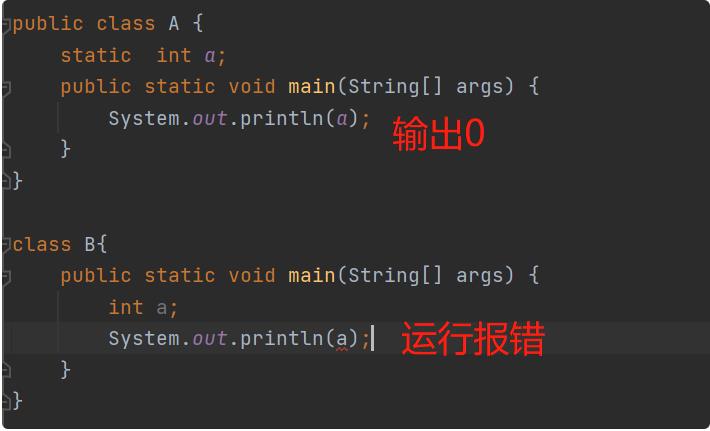 public class A {
    static  int a;
    public static void main(String[] args) {
        System.out.println(a);
输出0
    }
}
class B{
    public static void main(String[] args) {
        int a;
        System.out.println(a);
运行报错
    }
}